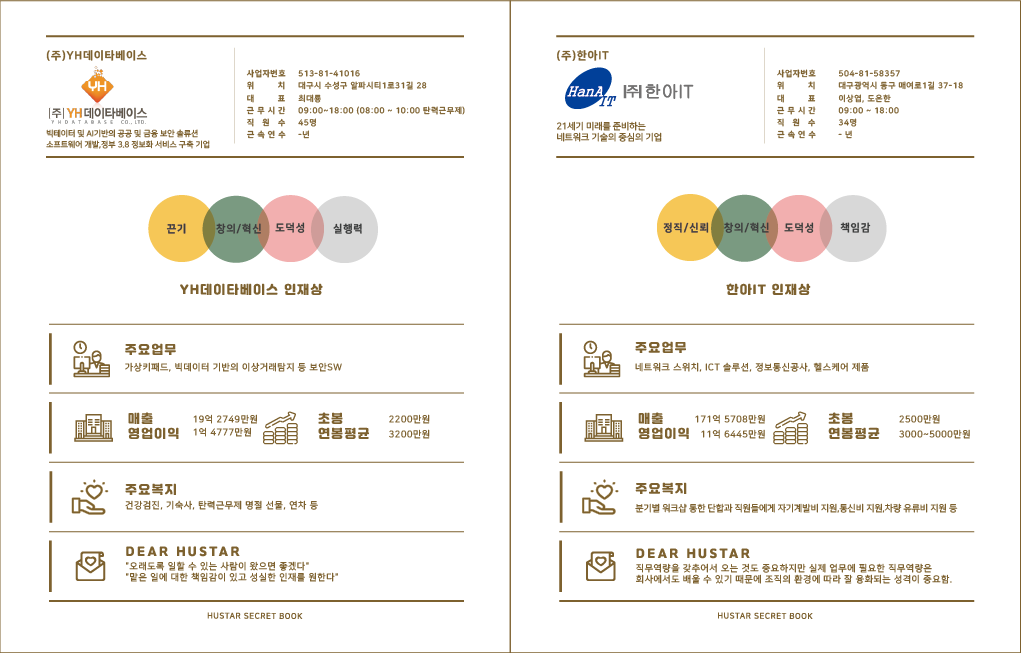 (주)YH데이타베이스
YH
(주) YH데이타베이스
YHDATABASE CO., LTD.
빅테이터 및 AI기반의 공공 및 금융 보안 솔류션
소프트웨어 개발,정부 3.8 정보화 서비스 구축 기업
사업자번호 513-81-41016
위 치 대구시 수성구 알파시티1로31길 28
대 표 최대룡
근무시간 09:00~18:00 (08:00 ~ 10:00 탄력근무제)
직 원 수 45명
근속연수 -년
끈기
창의/혁신
도덕성
실행력
YH데이타베이스 인재상
주요업무
가상키패드, 빅데이터 기반의 이상거래탐지 등 보안SW
매출 19억 2749만원
영업이익 1억 4777만원
초봉 2200만원
연봉평균 3200만원
주요복지
건강검진, 기숙사, 탄력근무제 명절 선물, 연차 등
DEAR HUSTAR
"오래도록 일할 수 있는 사람이 왔으면 좋겠다"
"맡은 일에 대한 책임감이 있고 성실한 인재를 원한다"
HUSTAR SECRET BOOK
(주)한아IT
HanA IT
(주)한아IT
21세기 미래를 준비하는
네트워크 기술의 중심의 기업
사업자번호 504-81-58357
위 치 대구광역시 동구 매여로1길 37-18
대 표 이상엽, 도은한
근무시간 09:00 ~ 18:00
직 원 수 34명
근속연수 - 년
정직/신뢰
창의/혁신
도덕성
책임감
한아IT 인재상
주요업무
네트워크 스위치, ICT 솔루션, 정보통신공사, 헬스케어 제품
매출 171억 5708만원
영업이익 11억 6445만원
초봉 2500만원
연봉평균 3000~5000만원
주요복지
분기별 워크샵 통한 단합과 직원들에게 자기계발비 지원,통신비 지원,차량 유류비 지원 등
DEAR HUSTAR
직무역량을 갖추어서 오는 것도 중요하지만 실제 업무에 필요한 직무역량은
회사에서도 배울 수 있기 때문에 조직의 환경에 따라 잘 융화되는 성격이 중요함.
HUSTAR SECRET BOOK